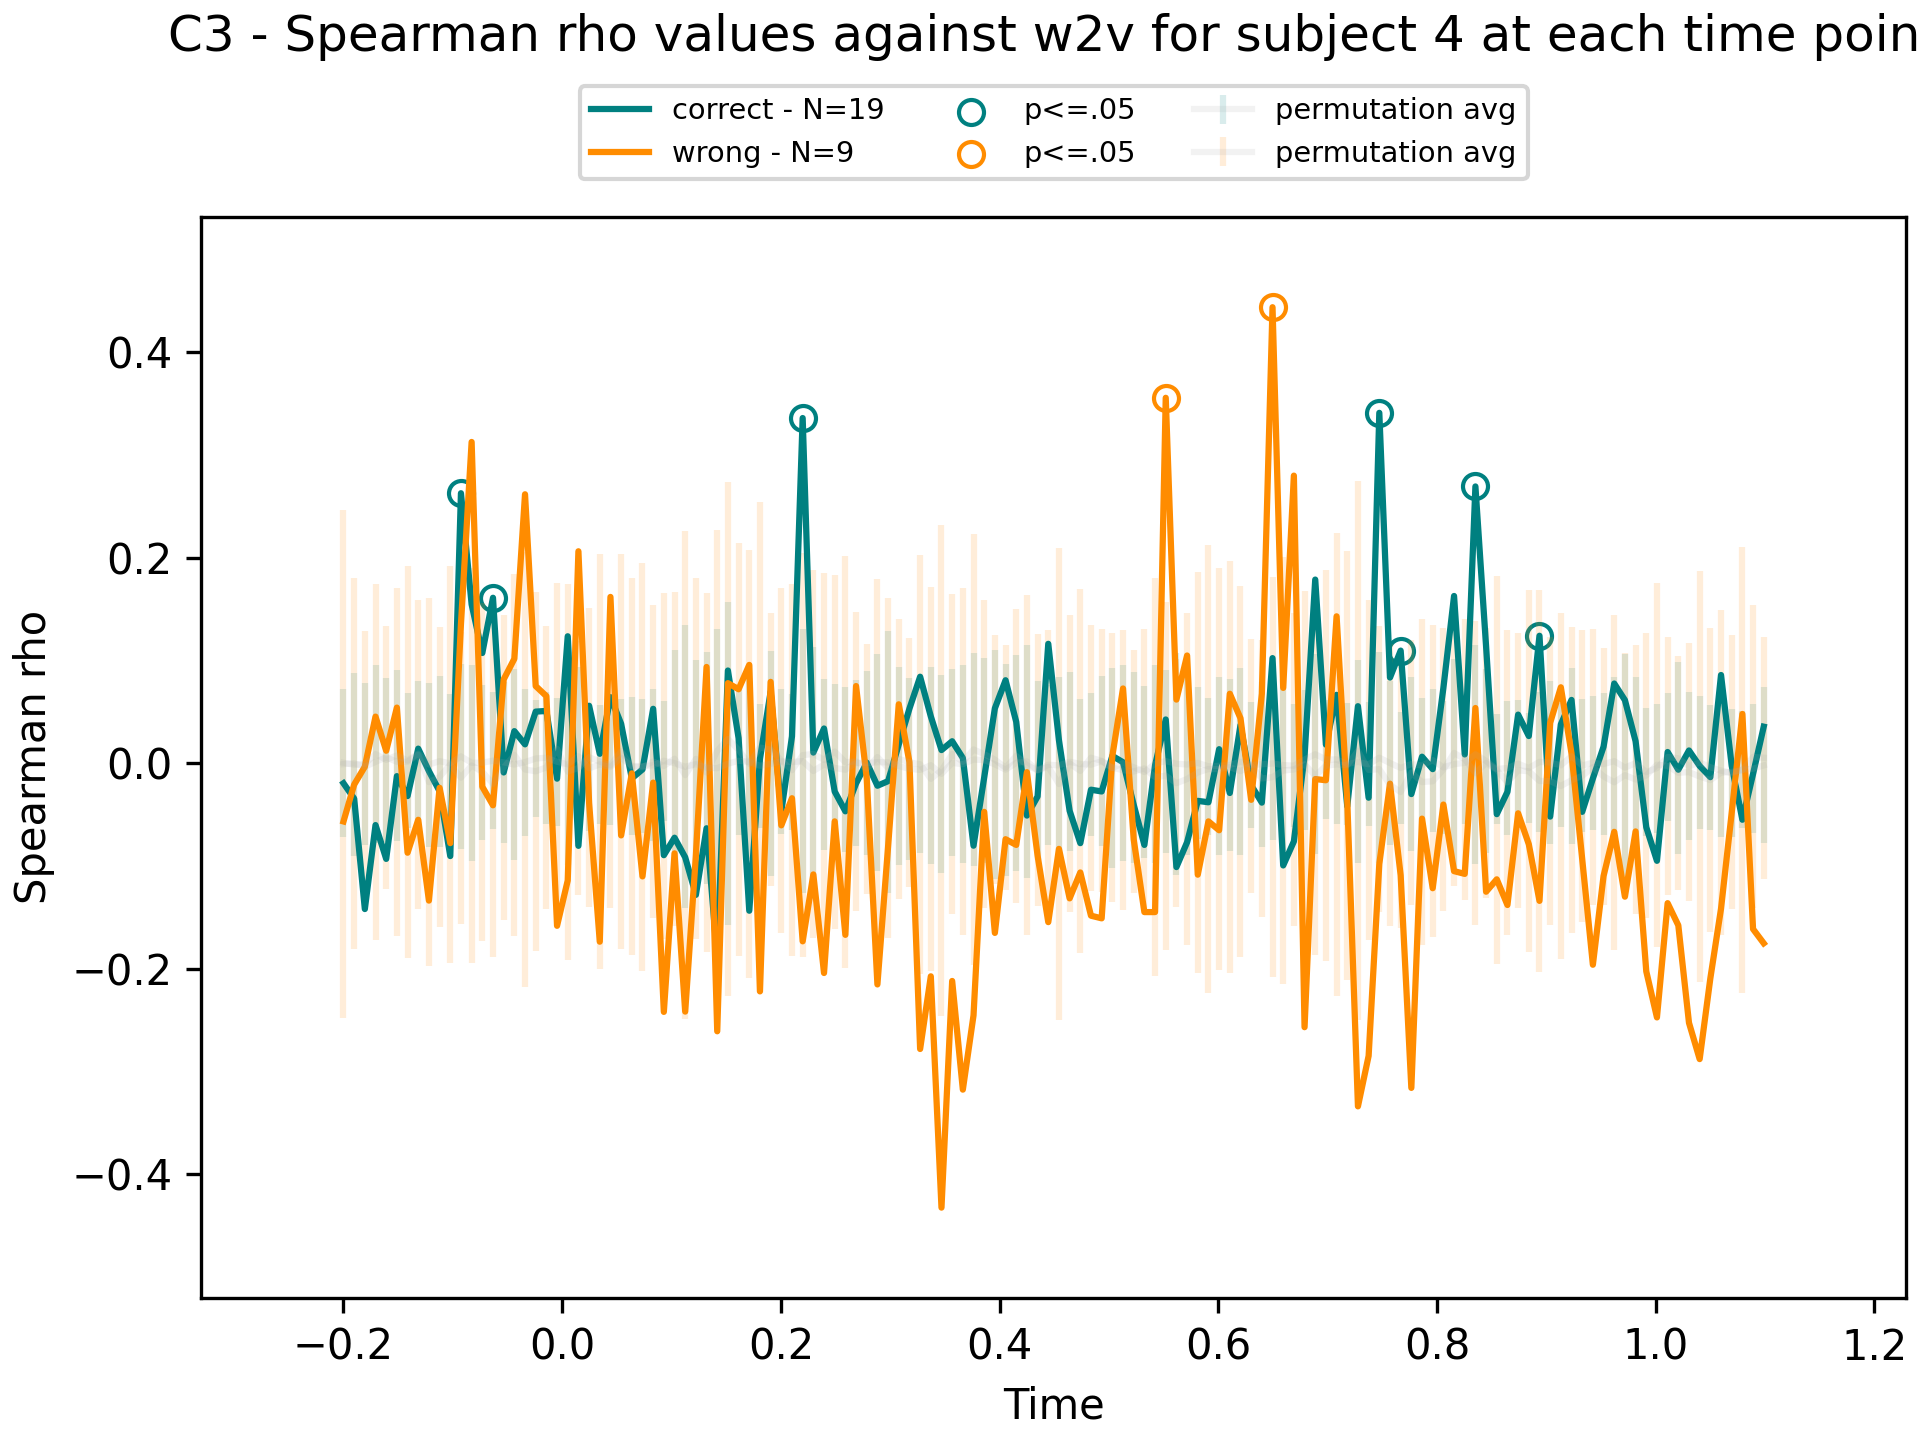 C3 - Spearman rho values against w2v for subject 4 at each time poin
correct - N=19
wrong - N=9
p<=.05
p<=.05
permutation avg
permutation avg
Spearman rho
0.4
0.2
0.0
−0.2
−0.4
−0.2 0.0 0.2 0.4 0.6 0.8 1.0 1.2
Time